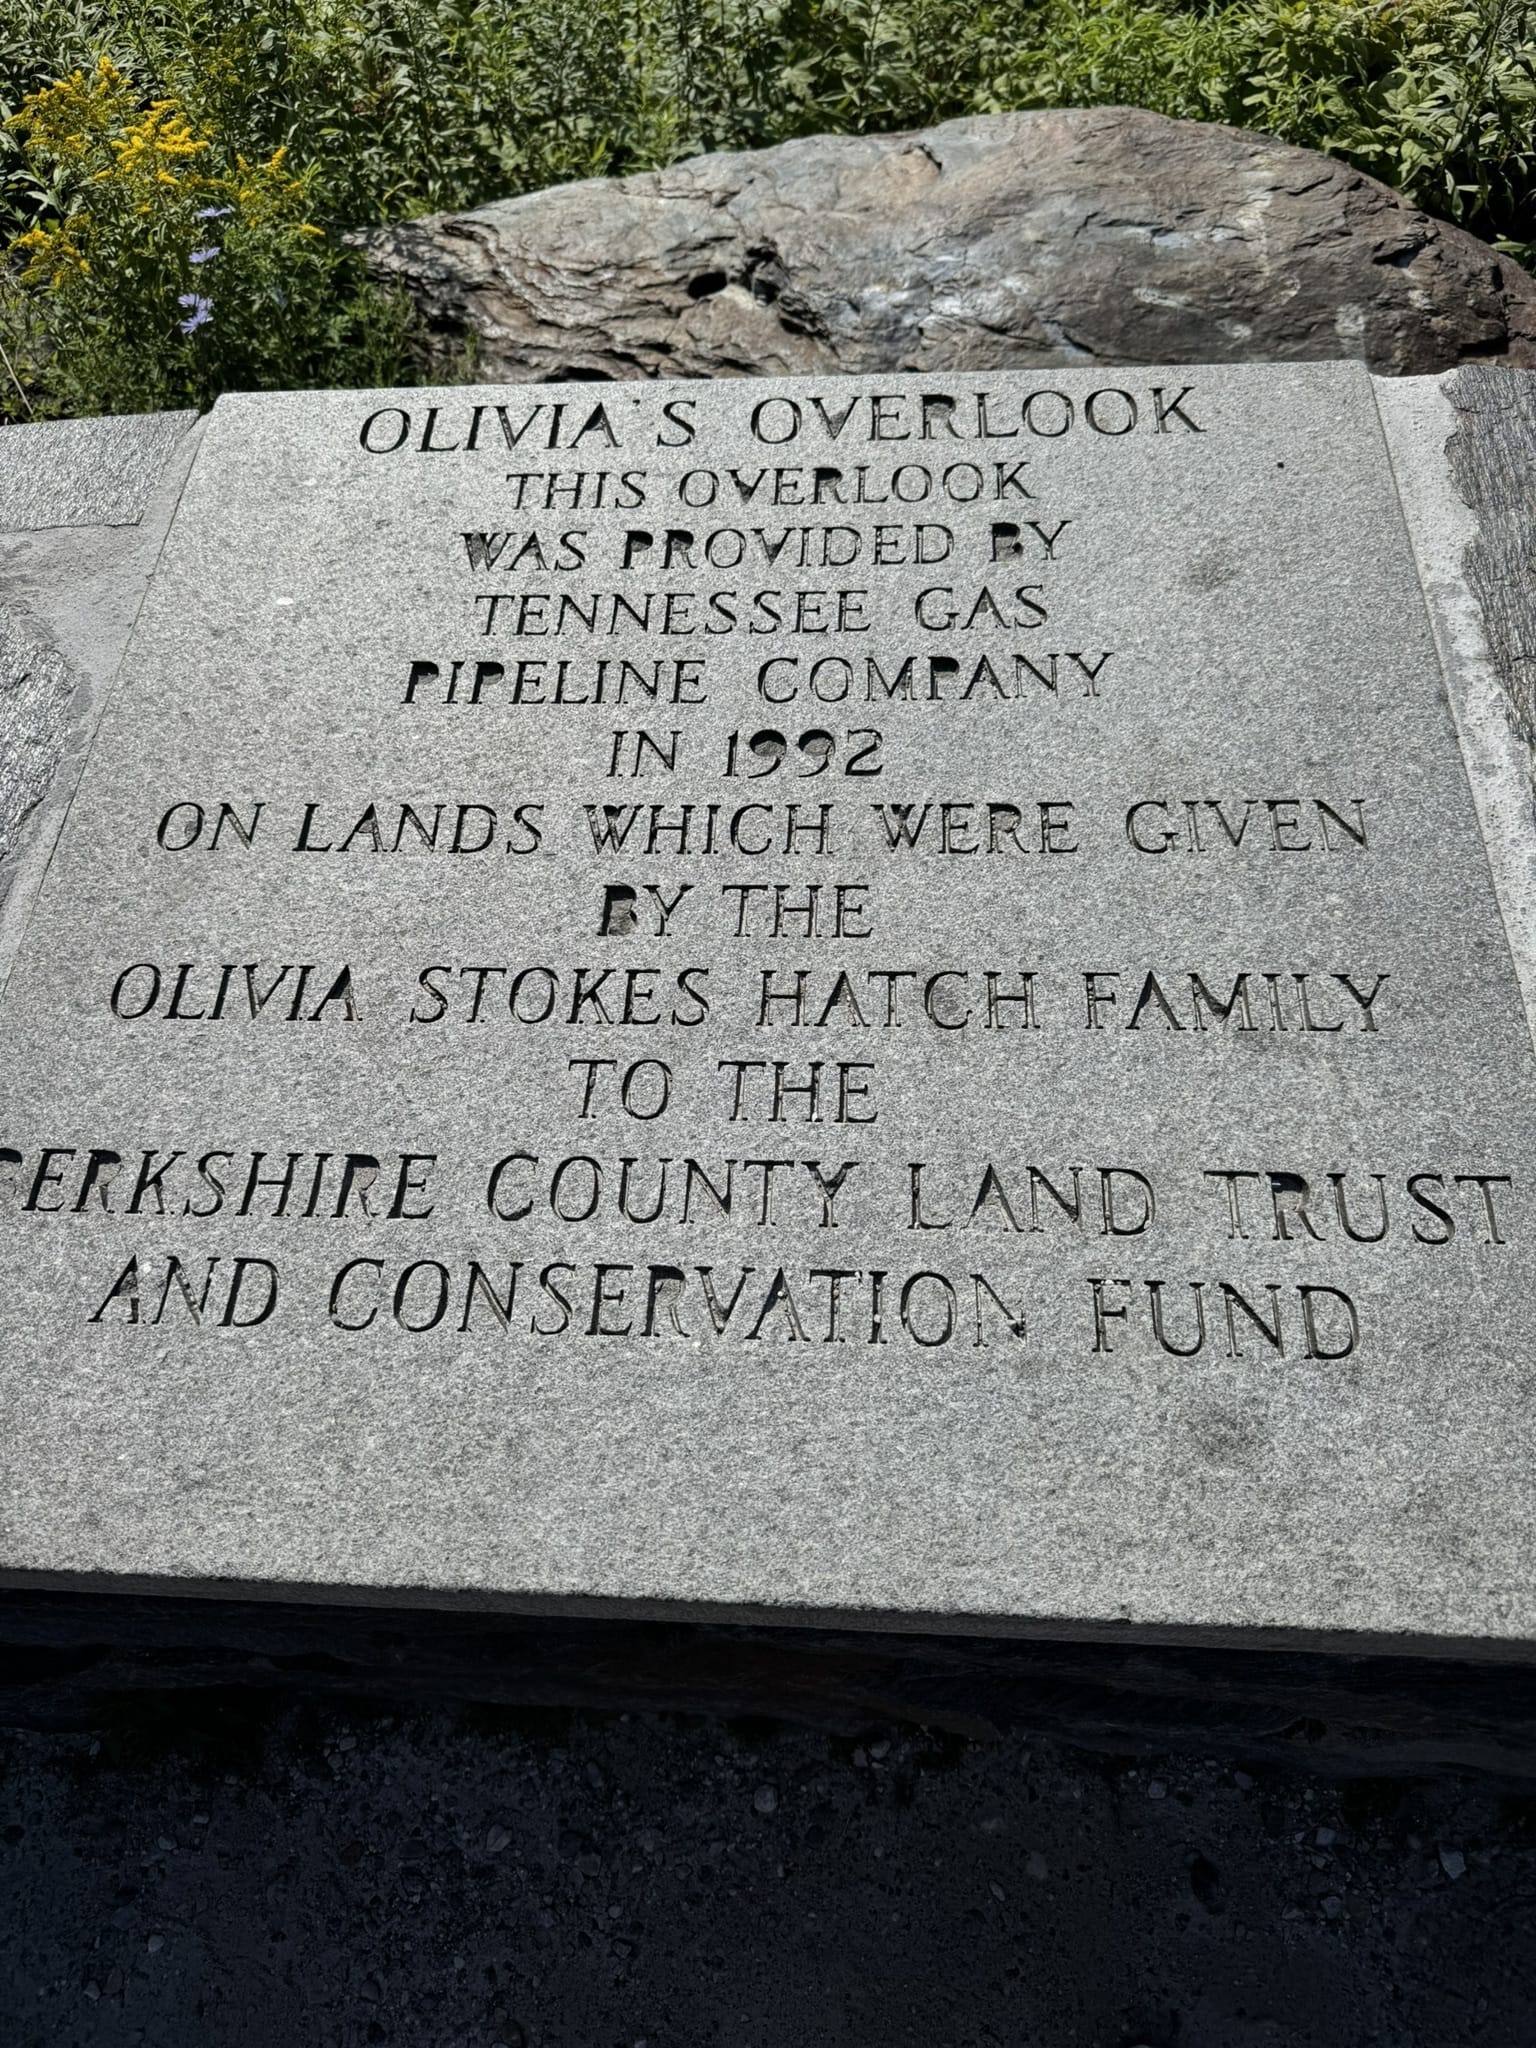 OLIVIA'S OVERLOOK
THIS OVERLOOK
WAS PROVIDED BY
TENNESSEE GAS
PIPELINE COMPANY
IN 1992
ON LANDS WHICH WERE GIVEN
BY THE
OLIVIA STOKES HATCH FAMILY
TO THE
BERKSHIRE COUNTY LAND TRUST
AND CONSERVATION FUND